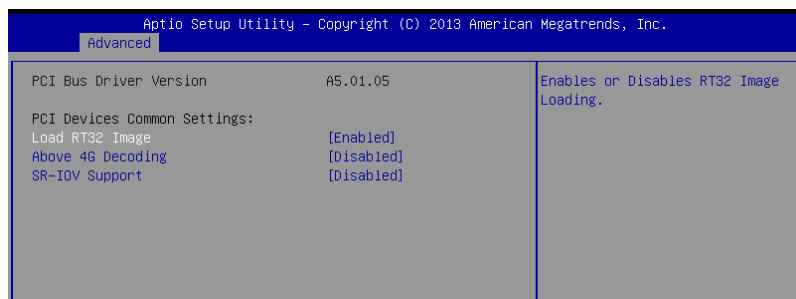 Aptio Setup Utility – Copyright (C) 2013 American Megatrends, Inc.
Advanced
PCI Bus Driver Version A5.01.05
PCI Devices Common Settings:
Load RT32 Image [Enabled]
Above 4G Decoding [Disabled]
SR-IOV Support [Disabled]
Enables or Disables RT32 Image
Loading.